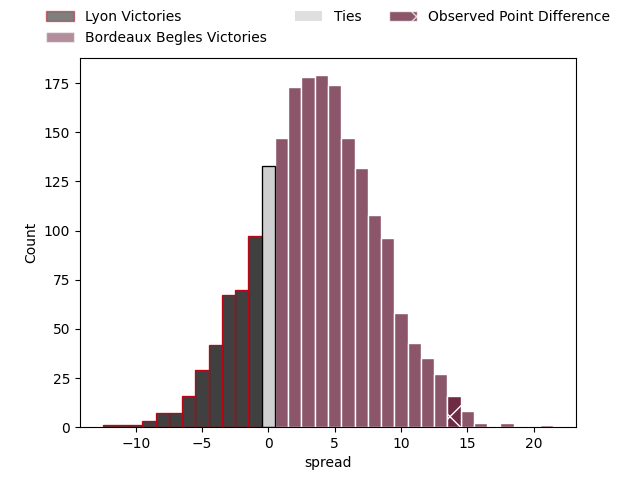 Lyon Victories
Ties
Observed Point Difference
Bordeaux Begles Victories
175
150
125
100
75
50
25
0
Count
−10
−5
0
5
10
15
20
spread